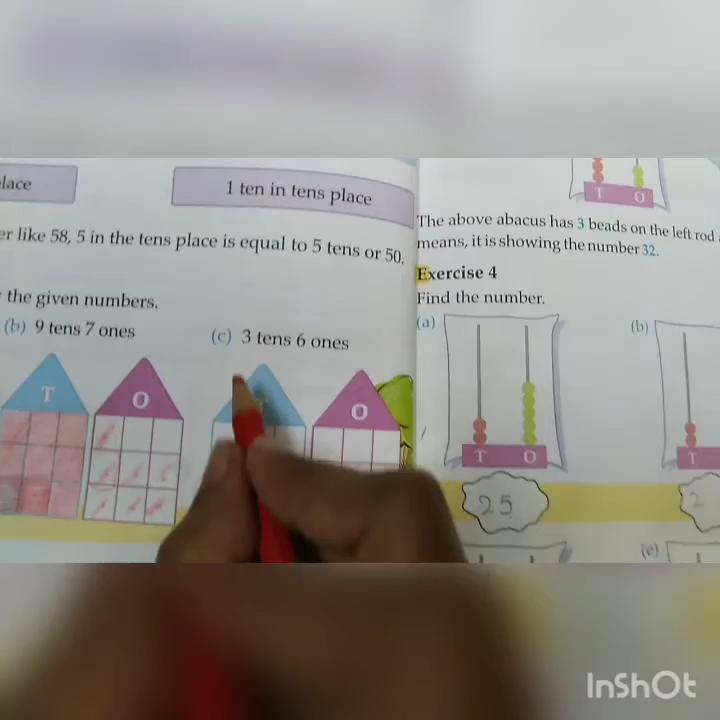 lace
1 ten in tens place
er like 58, 5 in the tens place is equal to 5 tens or 50.
the given numbers.
(b) 9 tens 7 ones
(c) 3 tens 6 ones
T
O
O
T
O
The above abacus has 3 beads on the left rod
means, it is showing the number 32.
Exercise 4
Find the number.
(a)
(b)
T
O
T
25
2
(e)
InShOt